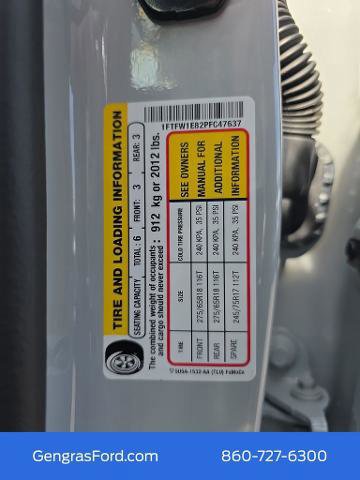 1FTFW1E82PFC47637
TIRE AND LOADING INFORMATION
SEATING CAPACITY TOTAL: 6 FRONT: 3 REAR: 3
The combined weight of occupants
and cargo should never exceed: 912 kg or 2012 lbs.
TIRE SIZE COLD TIRE PRESSURE
FRONT 275/65R18 116T 240 KPA, 35 PSI
REAR 275/65R18 116T 240 KPA, 35 PSI
SPARE 245/75R17 112T 240 KPA, 35 PSI
SEE OWNERS
MANUAL FOR
ADDITIONAL
INFORMATION
GengrasFord.com 860-727-6300